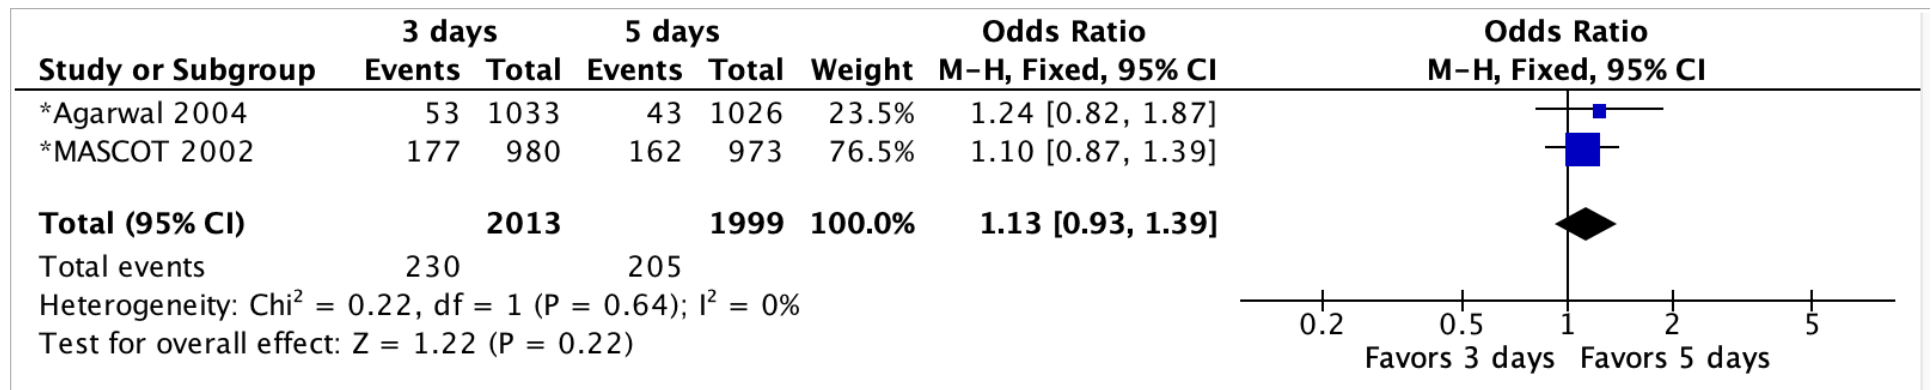 3 days 5 days Odds Ratio Odds Ratio
Study or Subgroup Events Total Events Total Weight M-H, Fixed, 95% CI M-H, Fixed, 95% CI
*Agarwal 2004 53 1033 43 1026 23.5% 1.24 [0.82, 1.87]
*MASCOT 2002 177 980 162 973 76.5% 1.10 [0.87, 1.39]
Total (95% CI) 2013 1999 100.0% 1.13 [0.93, 1.39]
Total events 230 205
Heterogeneity: Chi² = 0.22, df = 1 (P = 0.64); I² = 0%
Test for overall effect: Z = 1.22 (P = 0.22)
0.2 0.5 1 2 5
Favors 3 days Favors 5 days